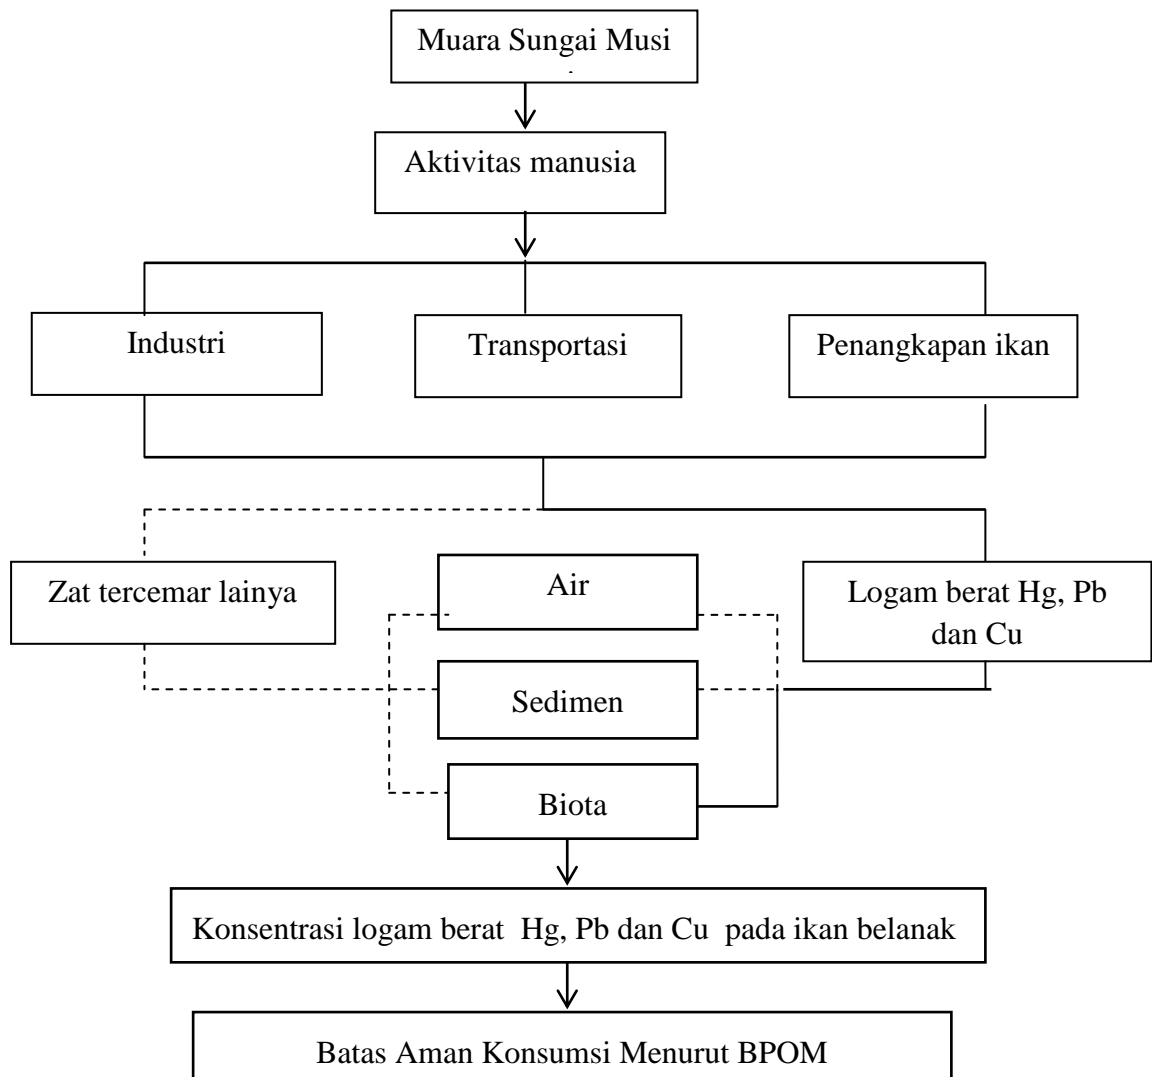 Muara Sungai Musi
Aktivitas manusia
Industri
Transportasi
Penangkapan ikan
Zat tercemar lainya
Air
Logam berat Hg, Pb
dan Cu
Sedimen
Biota
Konsentrasi logam berat Hg, Pb dan Cu pada ikan belanak
Batas Aman Konsumsi Menurut BPOM